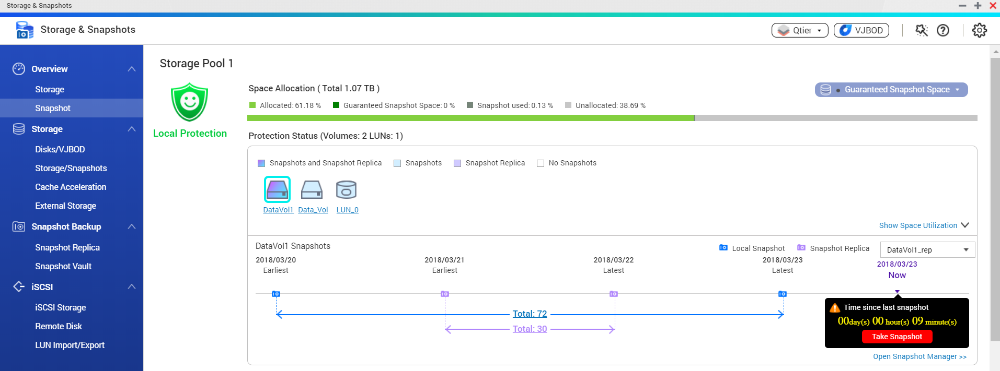 Storage & Snapshots
Storage & Snapshots
Qtier
VJBOD
Overview
Storage
Snapshot
Storage
Disks/VJBOD
Storage/Snapshots
Cache Acceleration
External Storage
Snapshot Backup
Snapshot Replica
Snapshot Vault
iSCSI
iSCSI Storage
Remote Disk
LUN Import/Export
Storage Pool 1
Local Protection
Space Allocation ( Total 1.07 TB )
Guaranteed Snapshot Space
Allocated: 61.18 % Guaranteed Snapshot Space: 0 % Snapshot used: 0.13 % Unallocated: 38.69 %
Protection Status (Volumes: 2 LUNs: 1)
Snapshots and Snapshot Replica Snapshots Snapshot Replica No Snapshots
DataVol1 Data_Vol LUN_0
Show Space Utilization
DataVol1 Snapshots
Local Snapshot Snapshot Replica DataVol1_rep
2018/03/20 2018/03/21 2018/03/22 2018/03/23 2018/03/23
Earliest Earliest Latest Latest Now
Total: 72
Total: 30
Time since last snapshot
00day(s) 00 hour(s) 09 minute(s)
Take Snapshot
Open Snapshot Manager >>